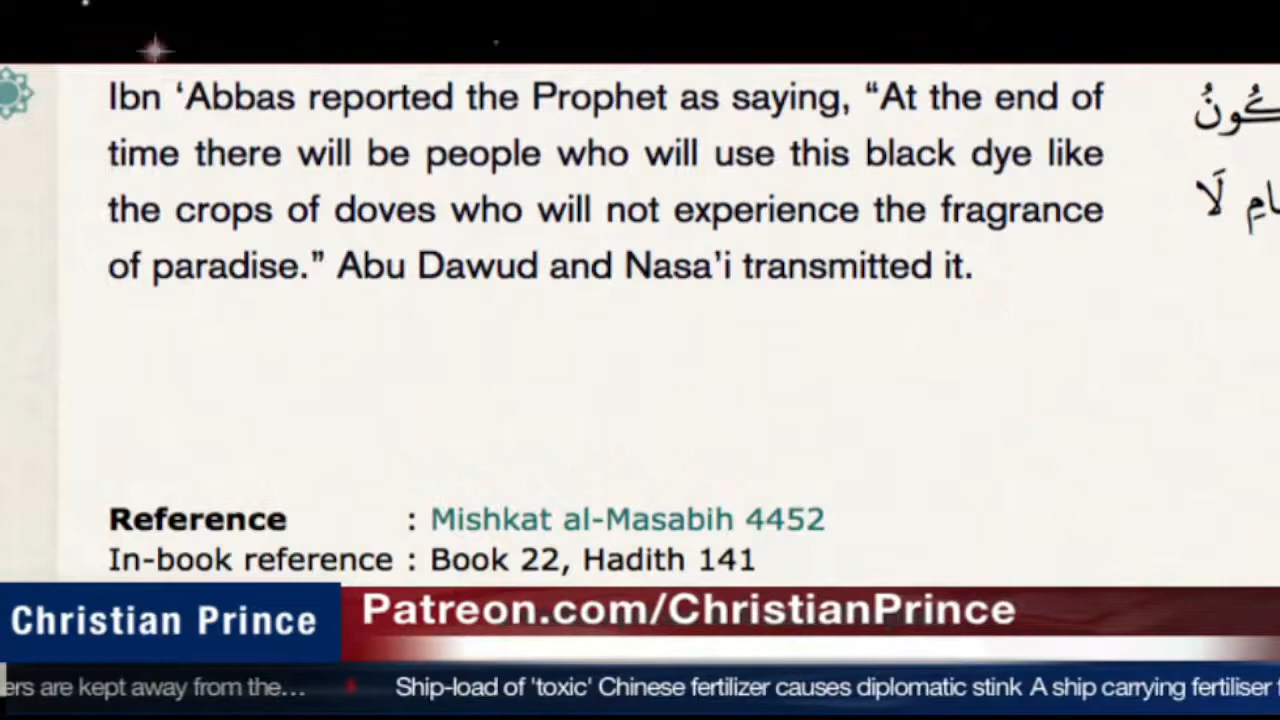 Ibn ‘Abbas reported the Prophet as saying, “At the end of
time there will be people who will use this black dye like
the crops of doves who will not experience the fragrance
of paradise.” Abu Dawud and Nasa’i transmitted it.
كُونُ
لَا
Reference : Mishkat al-Masabih 4452
In-book reference : Book 22, Hadith 141
Christian Prince
Patreon.com/ChristianPrince
ers are kept away from the... Ship-load of 'toxic' Chinese fertilizer causes diplomatic stink A ship carrying fertiliser